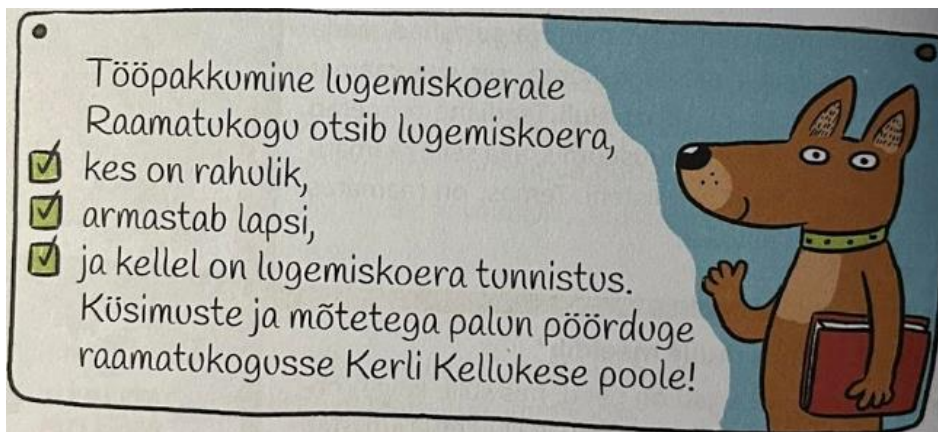 Tööpakkumine lugemiskoerale
Raamatukogu otsib lugemiskoera,
kes on rahulik,
armastab lapsi,
ja kellel on lugemiskoera tunnistus.
Küsimuste ja mõtetega palun pöörduge
raamatukogusse Kerli Kellukese poole!